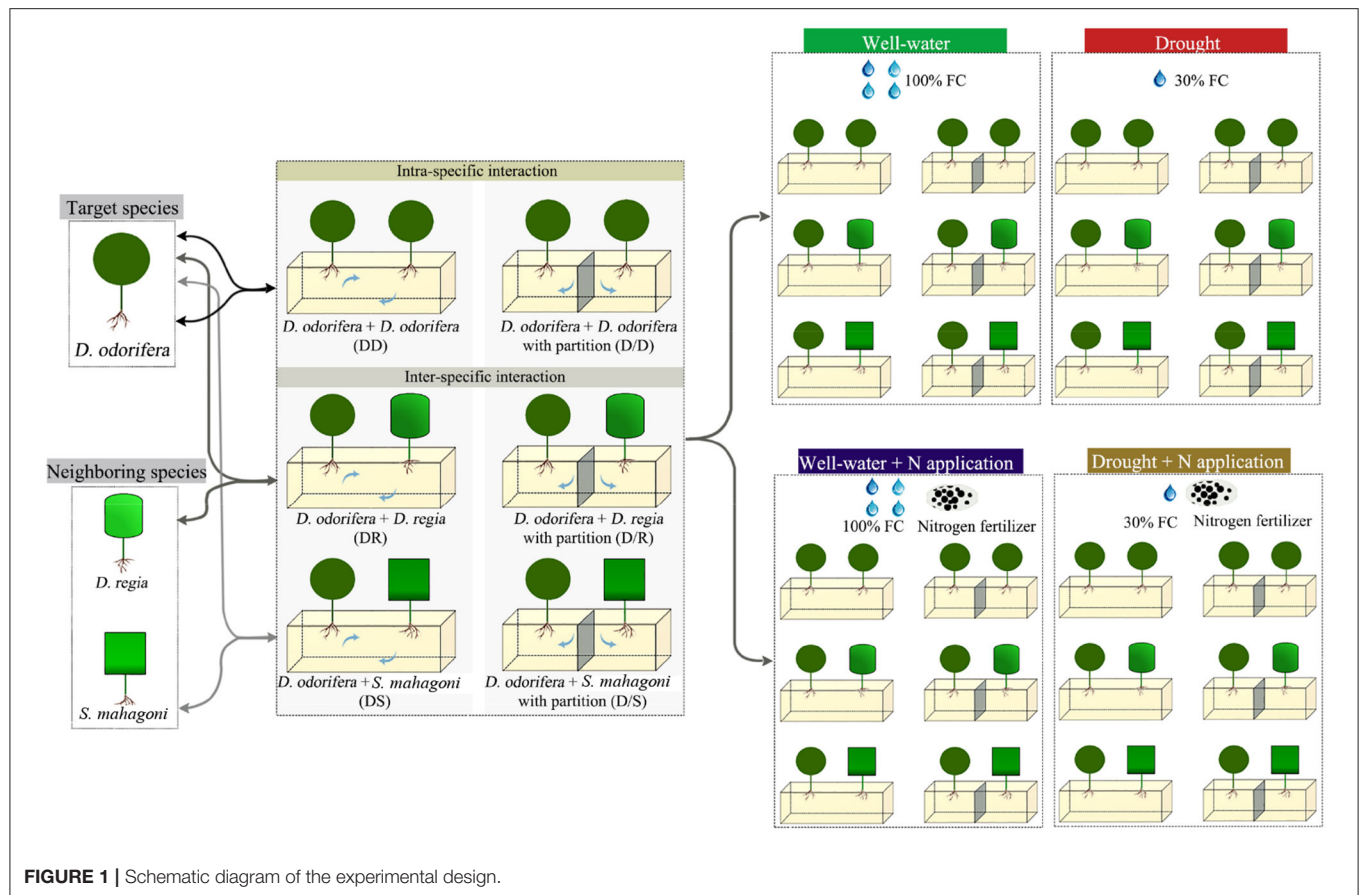 Target species
D. odorifera
Neighboring species
D. regia
S. mahagoni
Intra-specific interaction
D. odorifera + D. odorifera
(DD)
D. odorifera + D. odorifera
with partition (D/D)
Inter-specific interaction
D. odorifera + D. regia
(DR)
D. odorifera + D. regia
with partition (D/R)
D. odorifera + S. mahagoni
(DS)
D. odorifera + S. mahagoni
with partition (D/S)
Well-water
100% FC
Drought
30% FC
Well-water + N application
100% FC
Nitrogen fertilizer
Drought + N application
30% FC
Nitrogen fertilizer
FIGURE 1 | Schematic diagram of the experimental design.